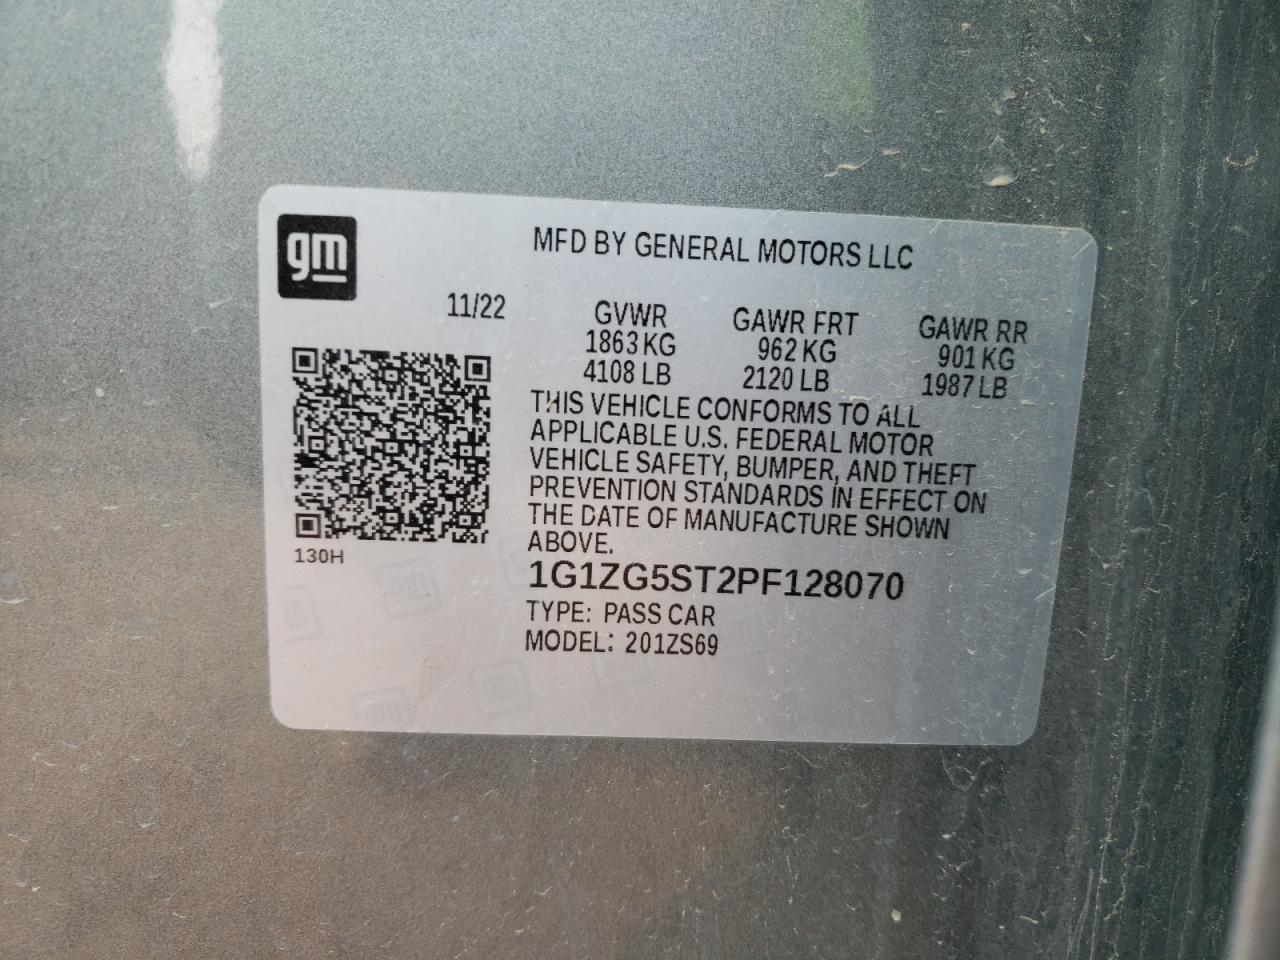 gm
MFD BY GENERAL MOTORS LLC
11/22
GVWR GAWR FRT GAWR RR
1863 KG 962 KG 901 KG
4108 LB 2120 LB 1987 LB
THIS VEHICLE CONFORMS TO ALL
APPLICABLE U.S. FEDERAL MOTOR
VEHICLE SAFETY, BUMPER, AND THEFT
PREVENTION STANDARDS IN EFFECT ON
THE DATE OF MANUFACTURE SHOWN
ABOVE.
130H
1G1ZG5ST2PF128070
TYPE: PASS CAR
MODEL: 201ZS69